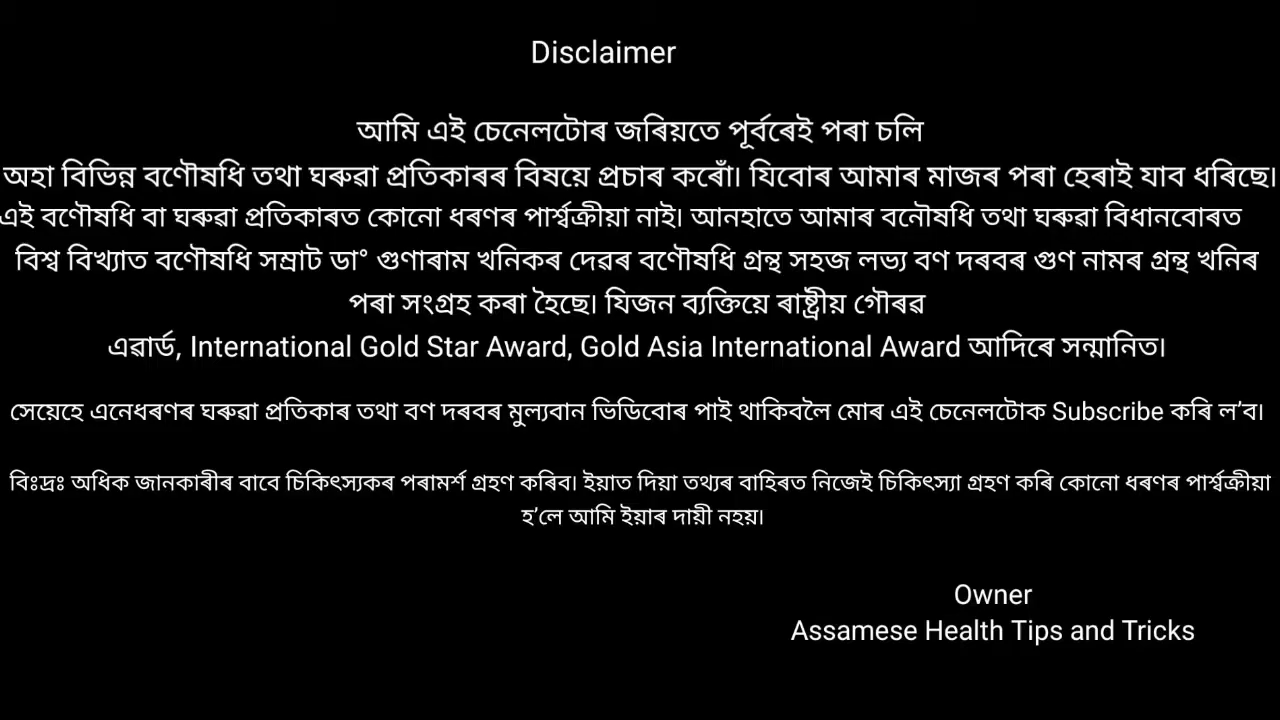 Disclaimer
আমি এই চেনেলটোৰ জৰিয়তে পূৰ্বৰেই পৰা চলি
অহা বিভিন্ন বণৌষধি তথা ঘৰুৱা প্ৰতিকাৰৰ বিষয়ে প্ৰচাৰ কৰোঁ। যিবোৰ আমাৰ মাজৰ পৰা হেৰাই যাব ধৰিছে।
এই বণৌষধি বা ঘৰুৱা প্ৰতিকাৰত কোনো ধৰণৰ পাৰ্শ্বক্ৰীয়া নাই। আনহাতে আমাৰ বনৌষধি তথা ঘৰুৱা বিধানবোৰত
বিশ্ব বিখ্যাত বণৌষধি সম্ৰাট ডা° গুণাৰাম খনিকৰ দেৱৰ বণৌষধি গ্ৰন্থ সহজ লভ্য বণ দৰবৰ গুণ নামৰ গ্ৰন্থ খনিৰ
পৰা সংগ্ৰহ কৰা হৈছে। যিজন ব্যক্তিয়ে ৰাষ্ট্ৰীয় গৌৰৱ
এৱাৰ্ড, International Gold Star Award, Gold Asia International Award আদিৰে সন্মানিত।
সেয়েহে এনেধৰণৰ ঘৰুৱা প্ৰতিকাৰ তথা বণ দৰবৰ মুল্যবান ভিডিবোৰ পাই থাকিবলৈ মোৰ এই চেনেলটোক Subscribe কৰি ল’ব।
বিঃদ্ৰঃ অধিক জানকাৰীৰ বাবে চিকিৎস্যকৰ পৰামৰ্শ গ্ৰহণ কৰিব। ইয়াত দিয়া তথ্যৰ বাহিৰত নিজেই চিকিৎস্যা গ্ৰহণ কৰি কোনো ধৰণৰ পাৰ্শ্বক্ৰীয়া
হ’লে আমি ইয়াৰ দায়ী নহয়।
Owner
Assamese Health Tips and Tricks